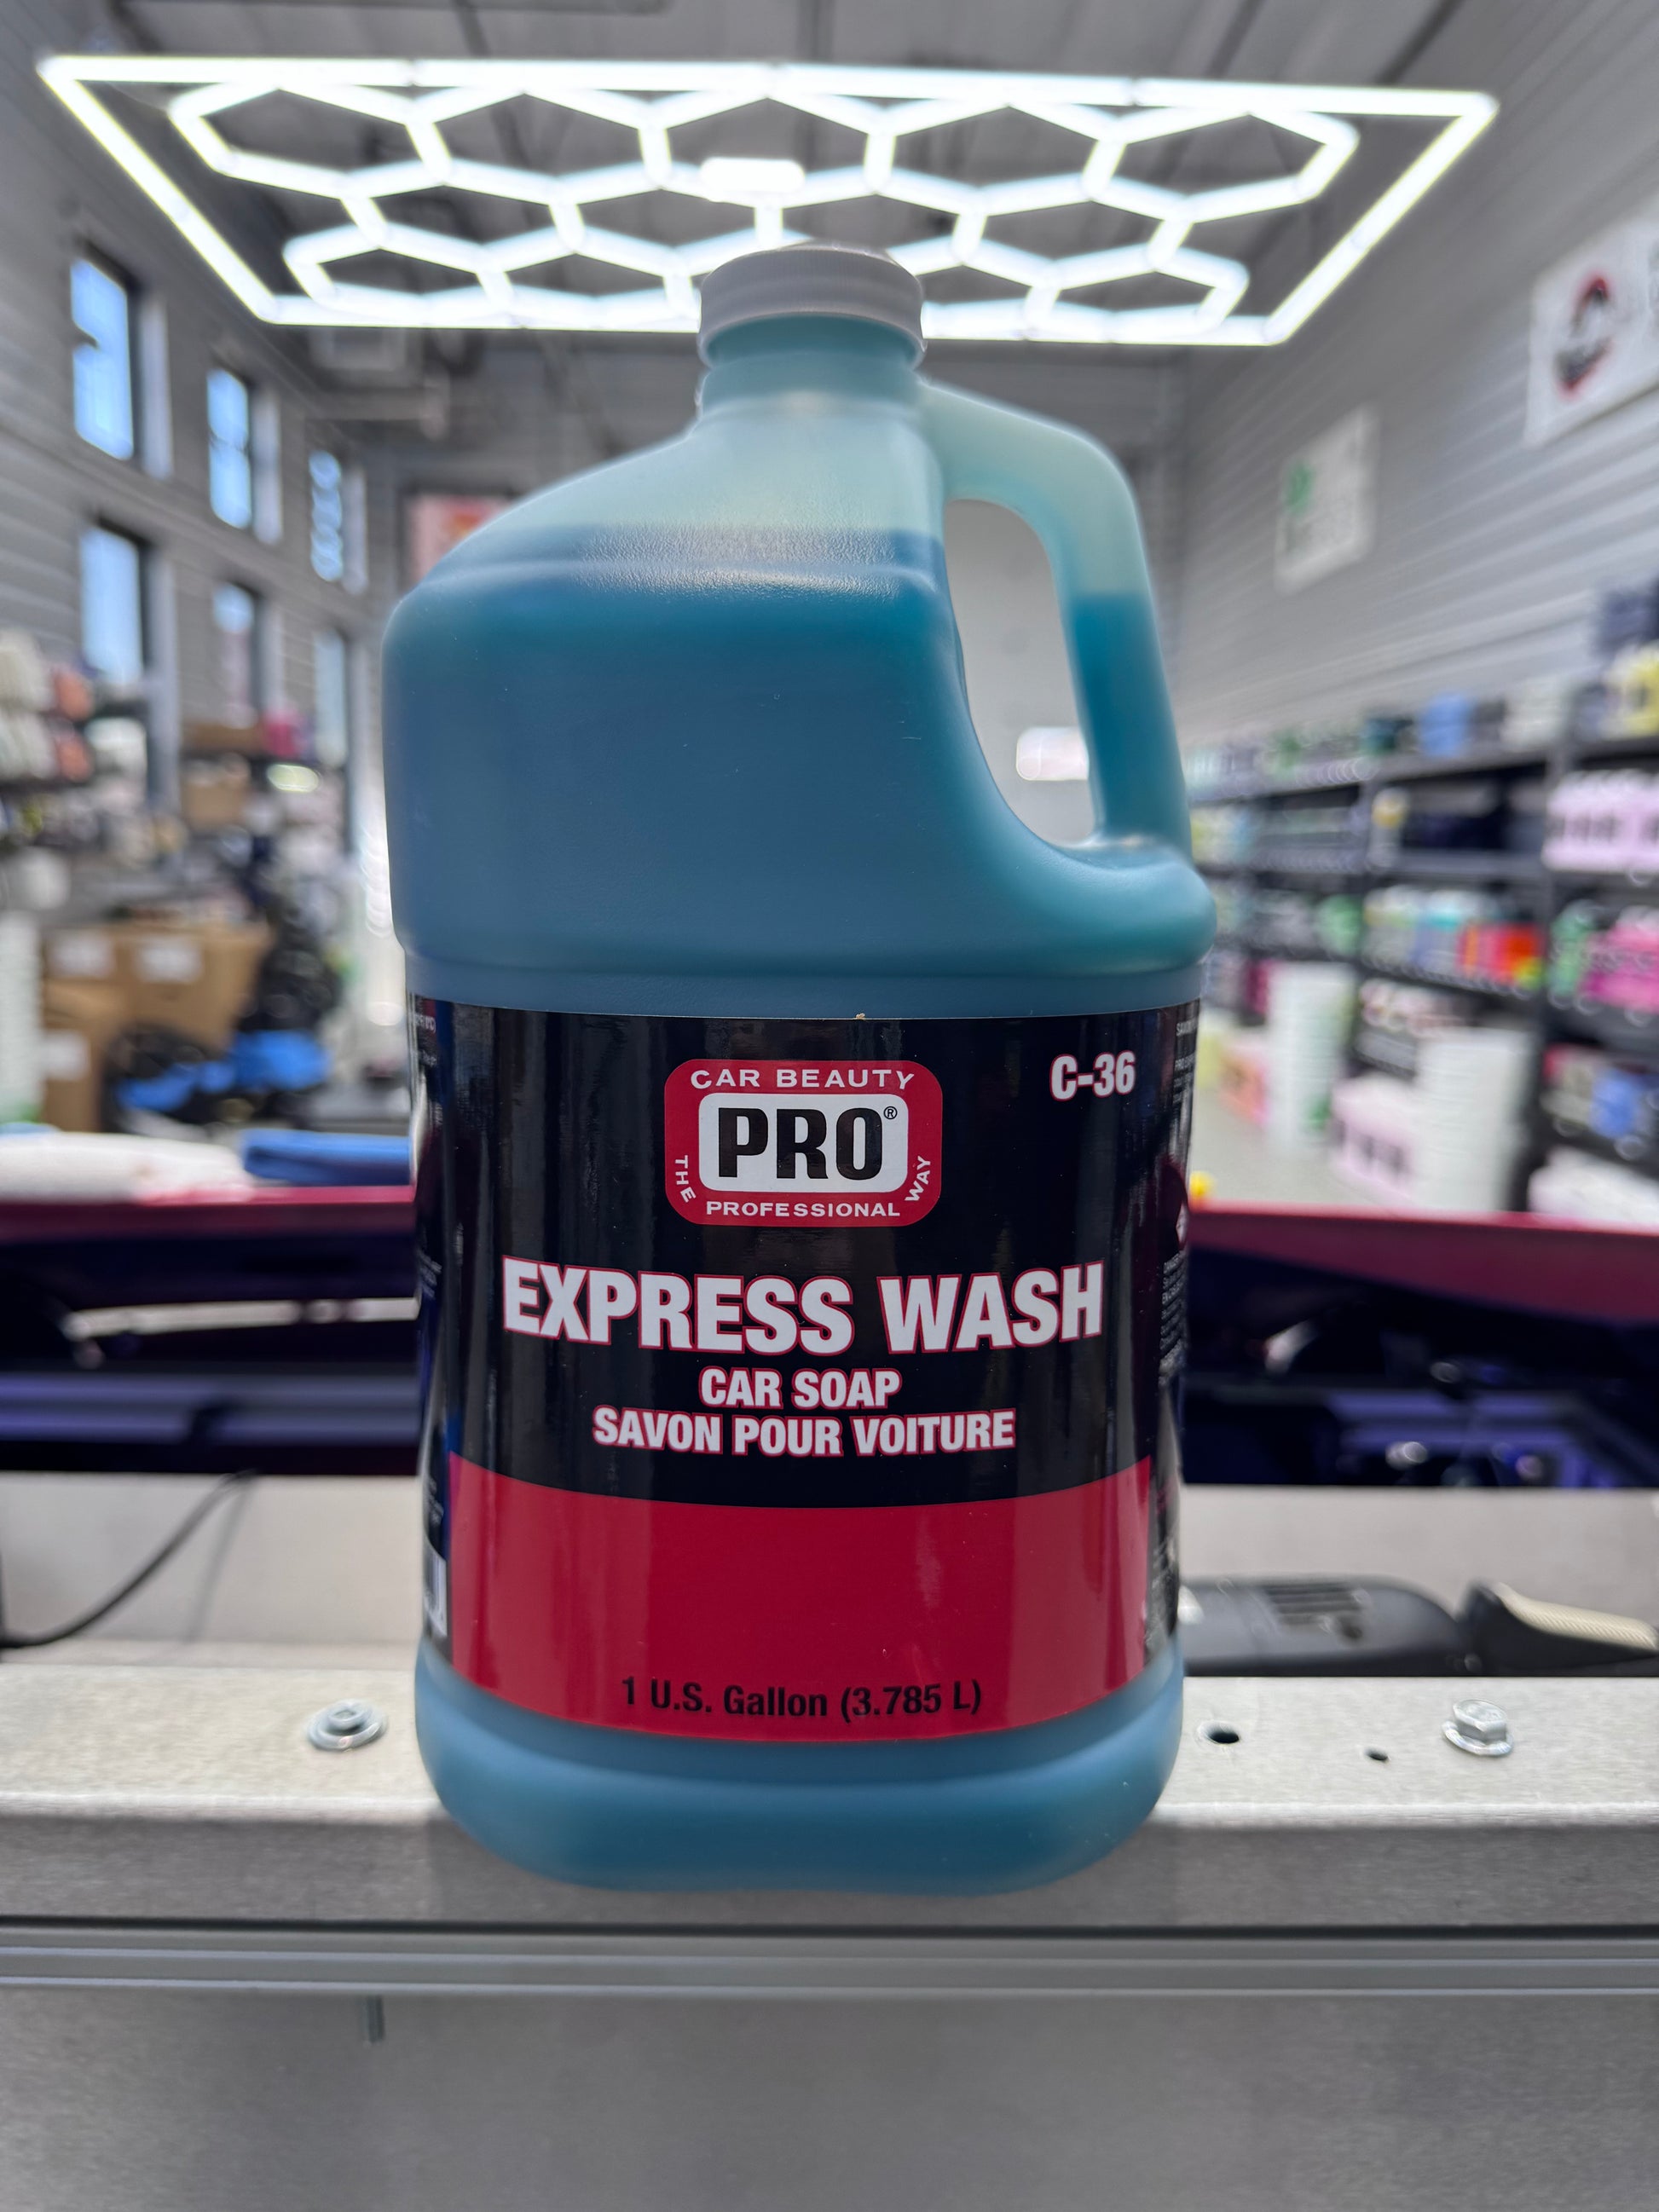 CAR BEAUTY
PRO®
THE PROFESSIONAL WAY
C-36
EXPRESS WASH
CAR SOAP
SAVON POUR VOITURE
1 U.S. Gallon (3.785 L)